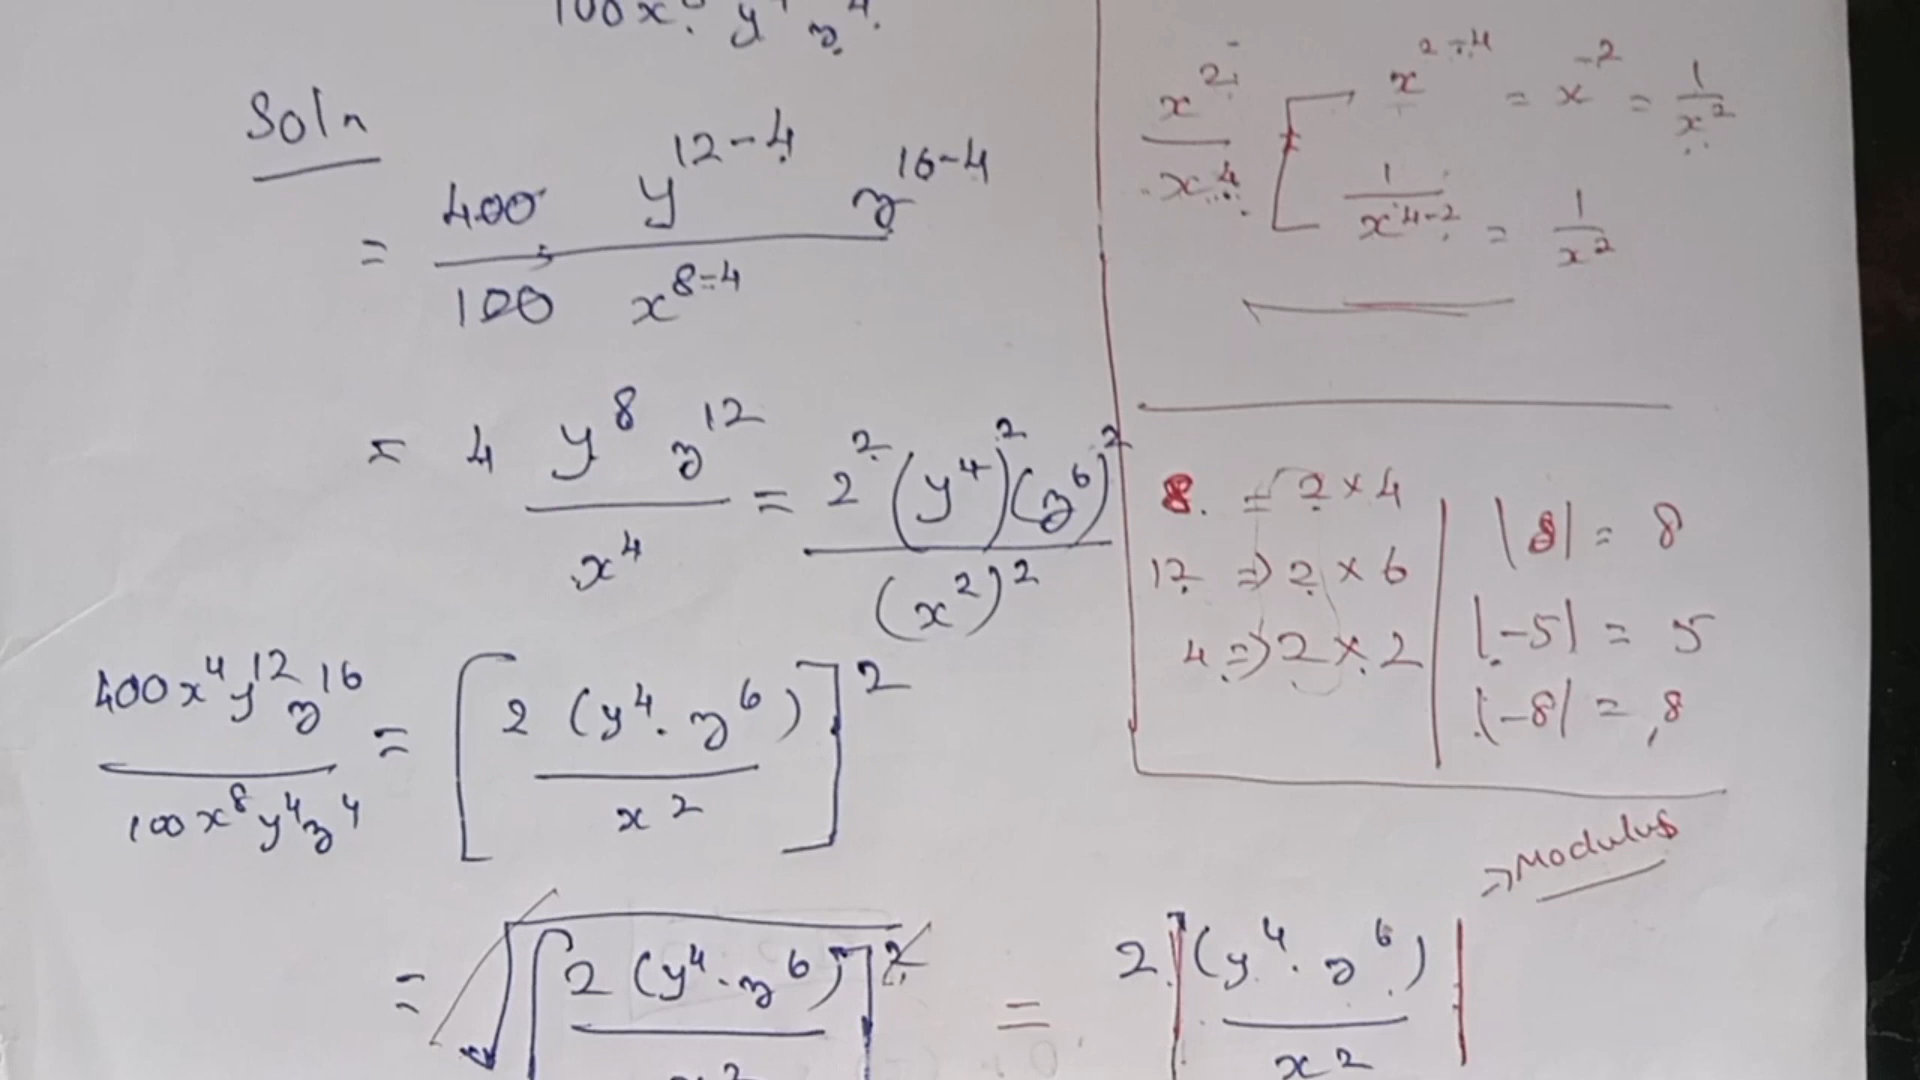 100x⁸ y⁴ z⁴.
Soln
= 400 y^(12-4) z^(16-4) / 100 x^(8-4)
= 4 y⁸ z¹² / x⁴ = 2² (y⁴)² (z⁶)² / (x²)²
400x⁴y¹²z¹⁶ / 100x⁸y⁴z⁴ = [2 (y⁴. z⁶) / x²]²
= √[2 (y⁴. z⁶) / x²]² = 2 |(y⁴. z⁶) / x²|
x² / x⁴ [ x^(2-4) = x⁻² = 1 / x²
1 / x^(4-2) = 1 / x²
8. = 2 × 4
12 ⇒ 2 × 6
4 ⇒ 2 × 2
|8| = 8
|-5| = 5
|-8| = 8
⇒ Modulus